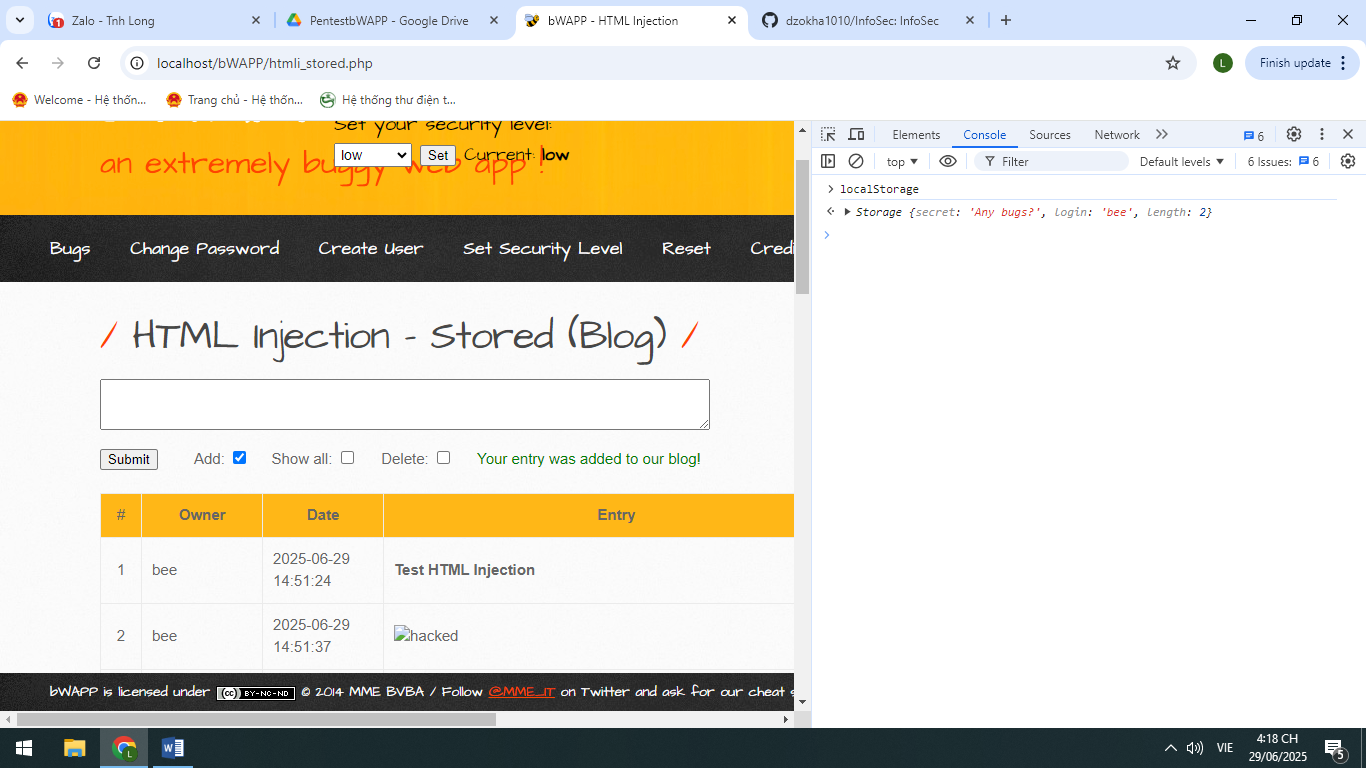 Zalo - Tnh Long
PentestbWAPP - Google Drive
bWAPP - HTML Injection
dzokha1010/InfoSec: InfoSec
localhost/bWAPP/htmli_stored.php
L
Finish update
Welcome - Hệ thốn...
Trang chủ - Hệ thốn...
Hệ thống thư điện t...
Set your security level:
low
Set
Current: low
an extremely buggy web app !
Bugs
Change Password
Create User
Set Security Level
Reset
Credi
/ HTML Injection - Stored (Blog) /
Submit
Add:
Show all:
Delete:
Your entry was added to our blog!
# Owner Date Entry
1 bee 2025-06-29 Test HTML Injection
14:51:24
2 bee 2025-06-29 hacked
14:51:37
bWAPP is licensed under (cc) BY-NC-ND © 2014 MME BVBA / Follow @MME_IT on Twitter and ask for our cheat s
Elements
Console
Sources
Network
6
top
Filter
Default levels
6 Issues:
6
localStorage
Storage {secret: 'Any bugs?', login: 'bee', length: 2}
L
VIE
4:18 CH
29/06/2025
5